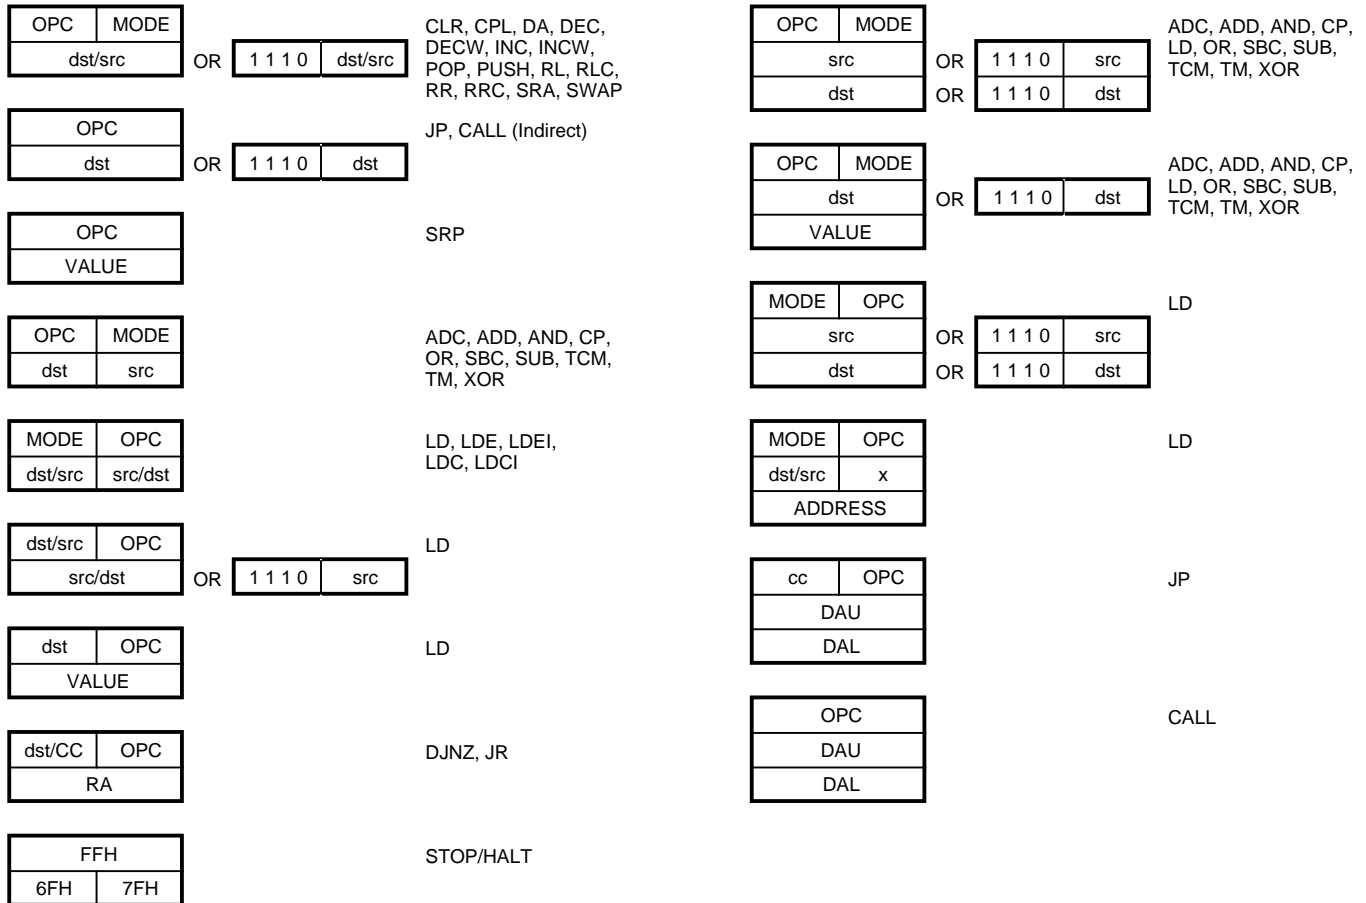 OPC MODE
dst/src OR 1 1 1 0 dst/src
CLR, CPL, DA, DEC,
DECW, INC, INCW,
POP, PUSH, RL, RLC,
RR, RRC, SRA, SWAP
OPC
dst OR 1 1 1 0 dst
JP, CALL (Indirect)
OPC
VALUE
SRP
OPC MODE
dst src
ADC, ADD, AND, CP,
OR, SBC, SUB, TCM,
TM, XOR
MODE OPC
dst/src src/dst
LD, LDE, LDEI,
LDC, LDCI
dst/src OPC
src/dst OR 1 1 1 0 src
LD
dst OPC
VALUE
LD
dst/CC OPC
RA
DJNZ, JR
FFH
6FH 7FH
STOP/HALT
OPC MODE
src OR 1 1 1 0 src
dst OR 1 1 1 0 dst
ADC, ADD, AND, CP,
LD, OR, SBC, SUB,
TCM, TM, XOR
OPC MODE
dst OR 1 1 1 0 dst
VALUE
ADC, ADD, AND, CP,
LD, OR, SBC, SUB,
TCM, TM, XOR
MODE OPC
src OR 1 1 1 0 src
dst OR 1 1 1 0 dst
LD
MODE OPC
dst/src x
ADDRESS
LD
cc OPC
DAU
DAL
JP
OPC
DAU
DAL
CALL